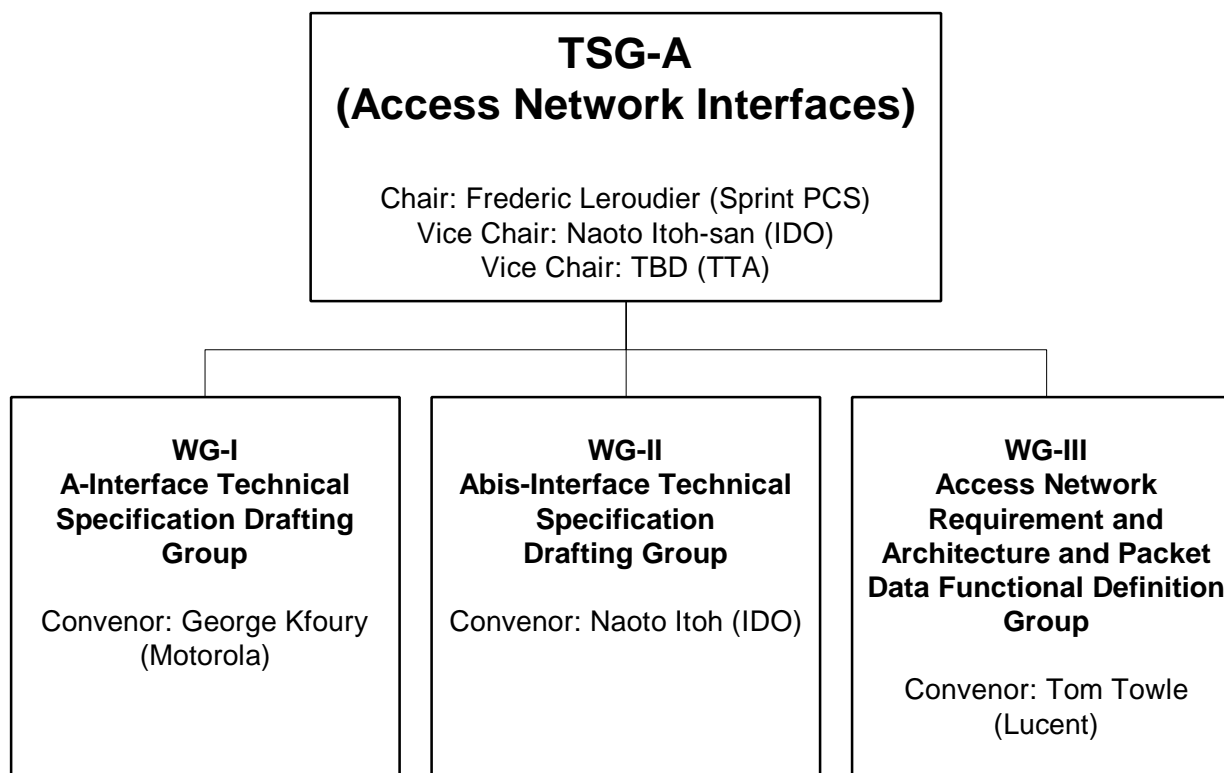 TSG-A
(Access Network Interfaces)
Chair: Frederic Leroudier (Sprint PCS)
Vice Chair: Naoto Itoh-san (IDO)
Vice Chair: TBD (TTA)
WG-I
A-Interface Technical
Specification Drafting
Group
Convenor: George Kfoury
(Motorola)
WG-II
Abis-Interface Technical
Specification
Drafting Group
Convenor: Naoto Itoh (IDO)
WG-III
Access Network
Requirement and
Architecture and Packet
Data Functional Definition
Group
Convenor: Tom Towle
(Lucent)